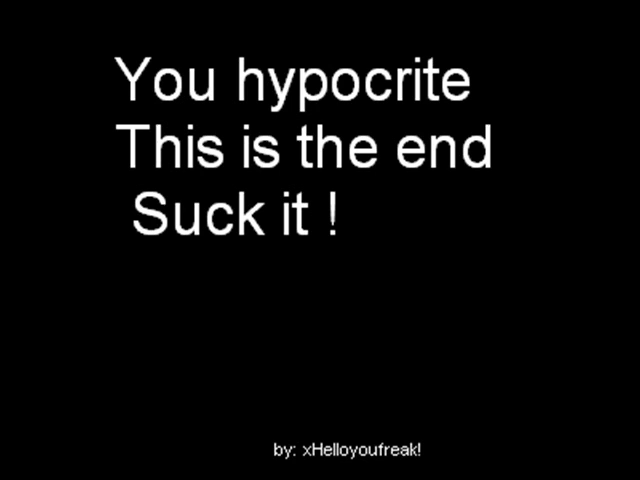 You hypocrite
This is the end
Suck it !
by: xHelloyoufreak!